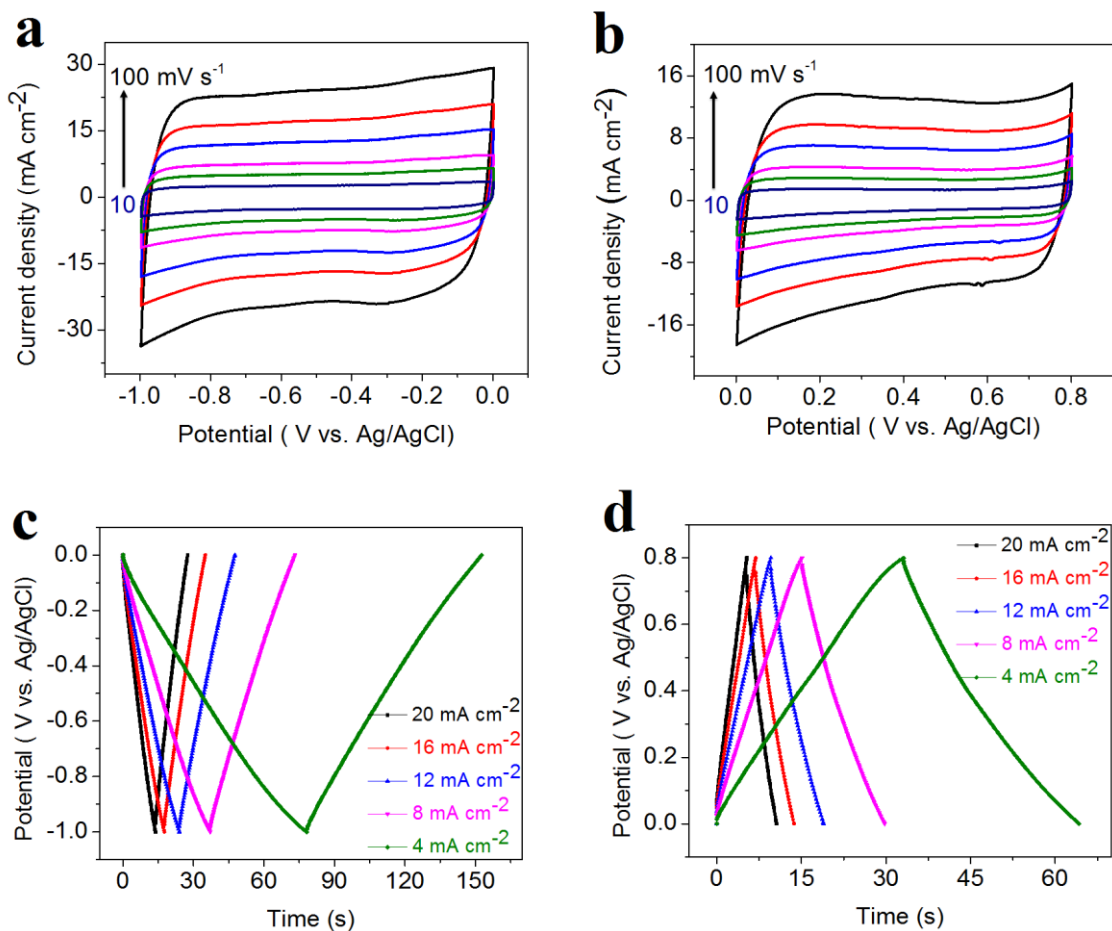 a
100 mV s⁻¹
10
30
15
0
-15
-30
Current density (mA cm⁻²)
-1.0 -0.8 -0.6 -0.4 -0.2 0.0
Potential ( V vs. Ag/AgCl)
b
100 mV s⁻¹
10
16
8
0
-8
-16
Current density (mA cm⁻²)
0.0 0.2 0.4 0.6 0.8
Potential ( V vs. Ag/AgCl)
c
0.0
-0.2
-0.4
-0.6
-0.8
-1.0
Potential ( V vs. Ag/AgCl)
20 mA cm⁻²
16 mA cm⁻²
12 mA cm⁻²
8 mA cm⁻²
4 mA cm⁻²
0 30 60 90 120 150
Time (s)
d
0.8
0.4
0.0
Potential ( V vs. Ag/AgCl)
20 mA cm⁻²
16 mA cm⁻²
12 mA cm⁻²
8 mA cm⁻²
4 mA cm⁻²
0 15 30 45 60
Time (s)